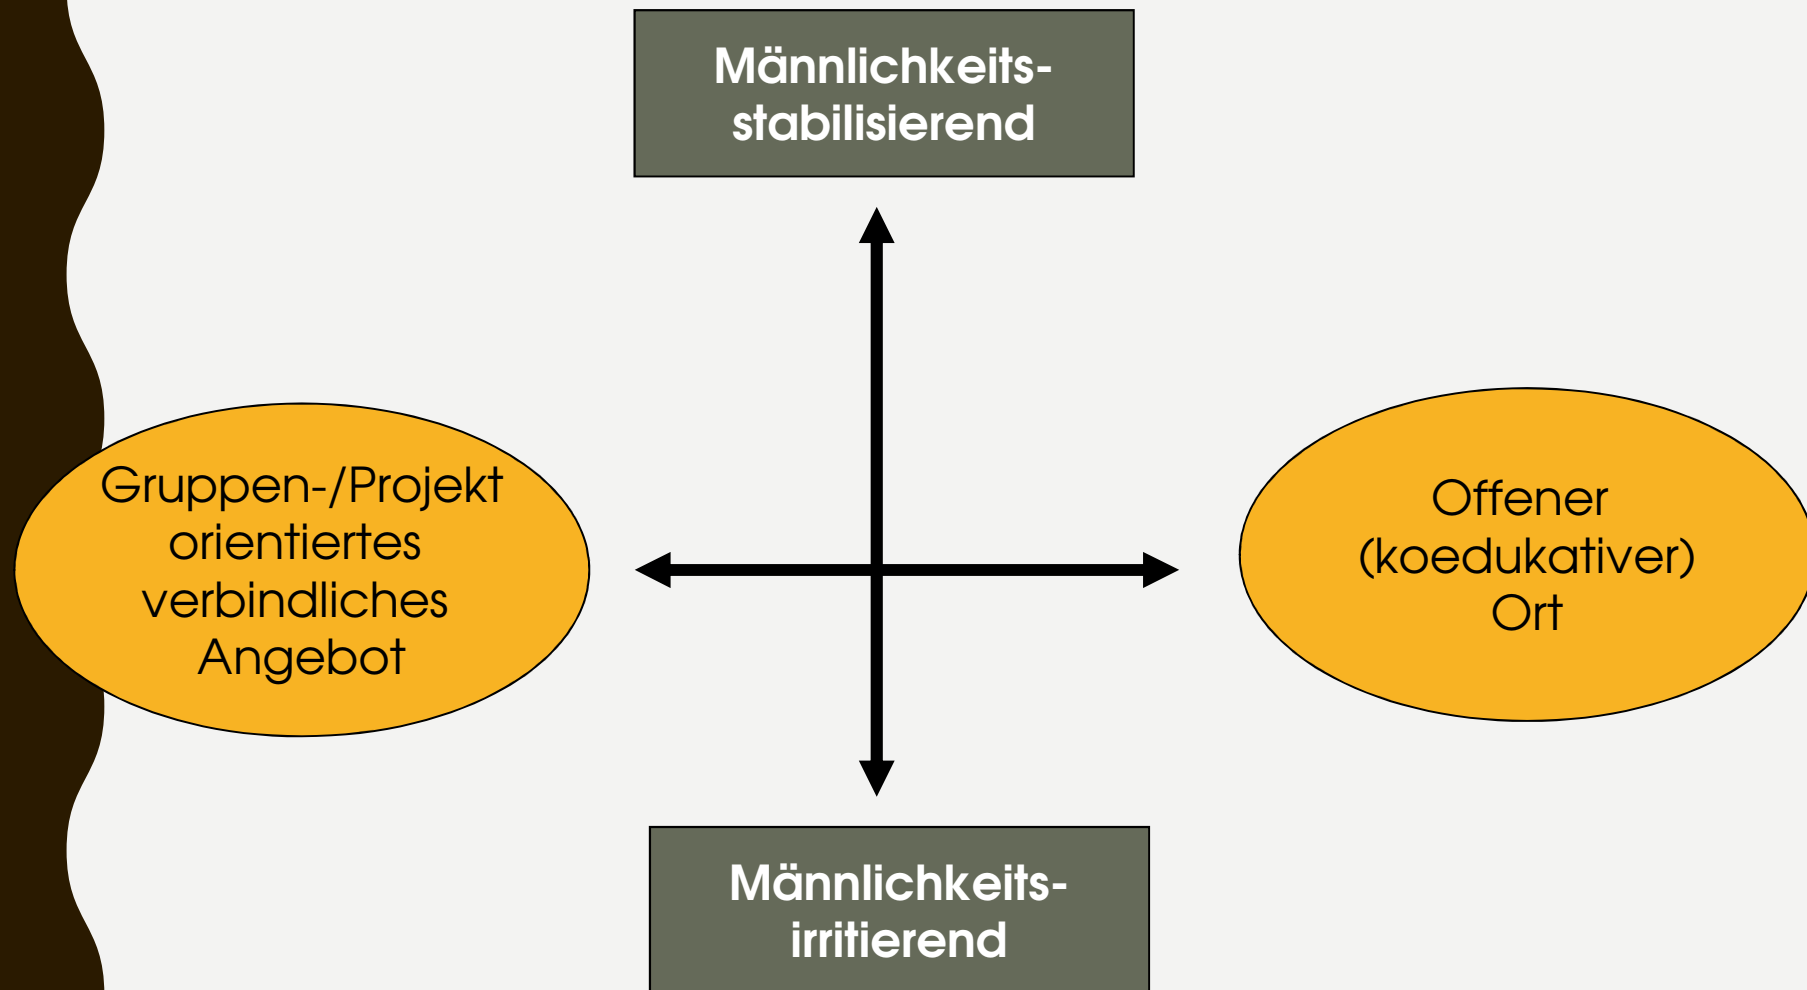 Männlichkeits-
stabilisierend
Gruppen-/Projekt
orientiertes
verbindliches
Angebot
Offener
(koedukativer)
Ort
Männlichkeits-
irritierend